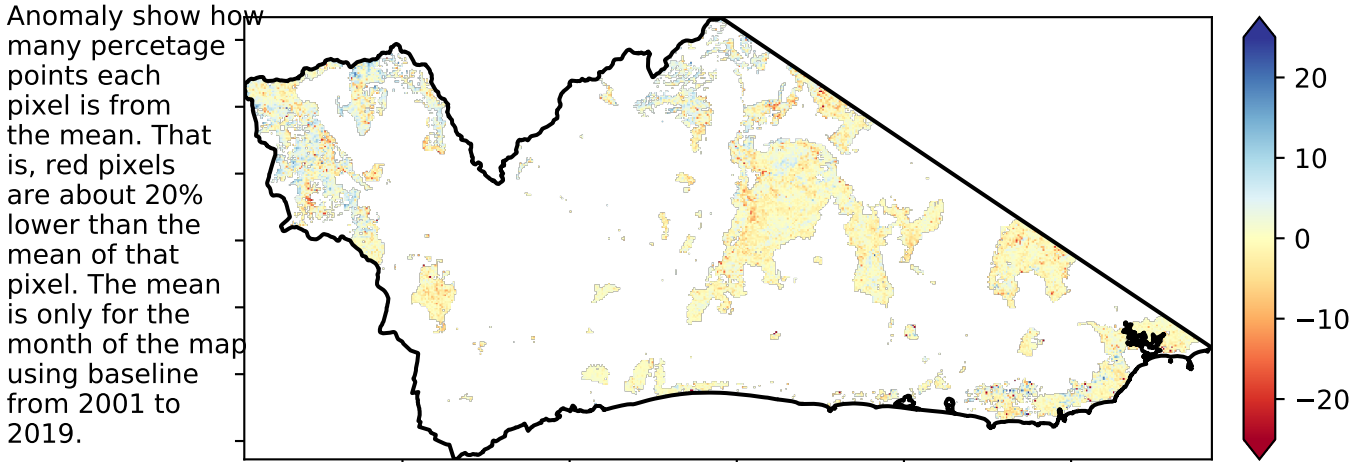 Anomaly show how
many percetage
points each
pixel is from
the mean. That
is, red pixels
are about 20%
lower than the
mean of that
pixel. The mean
is only for the
month of the map
using baseline
from 2001 to
2019.
20
10
0
−10
−20